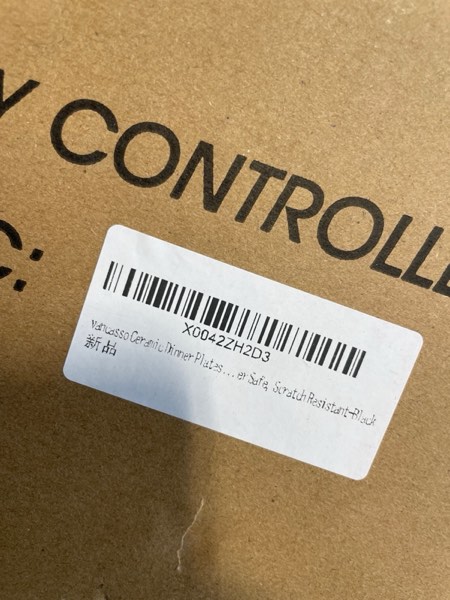 Y CONTROLLE
C:
X0042ZH2D3
vancasso Ceramic Dinner Plates... er Safe, Scratch Resistant-Black
新品